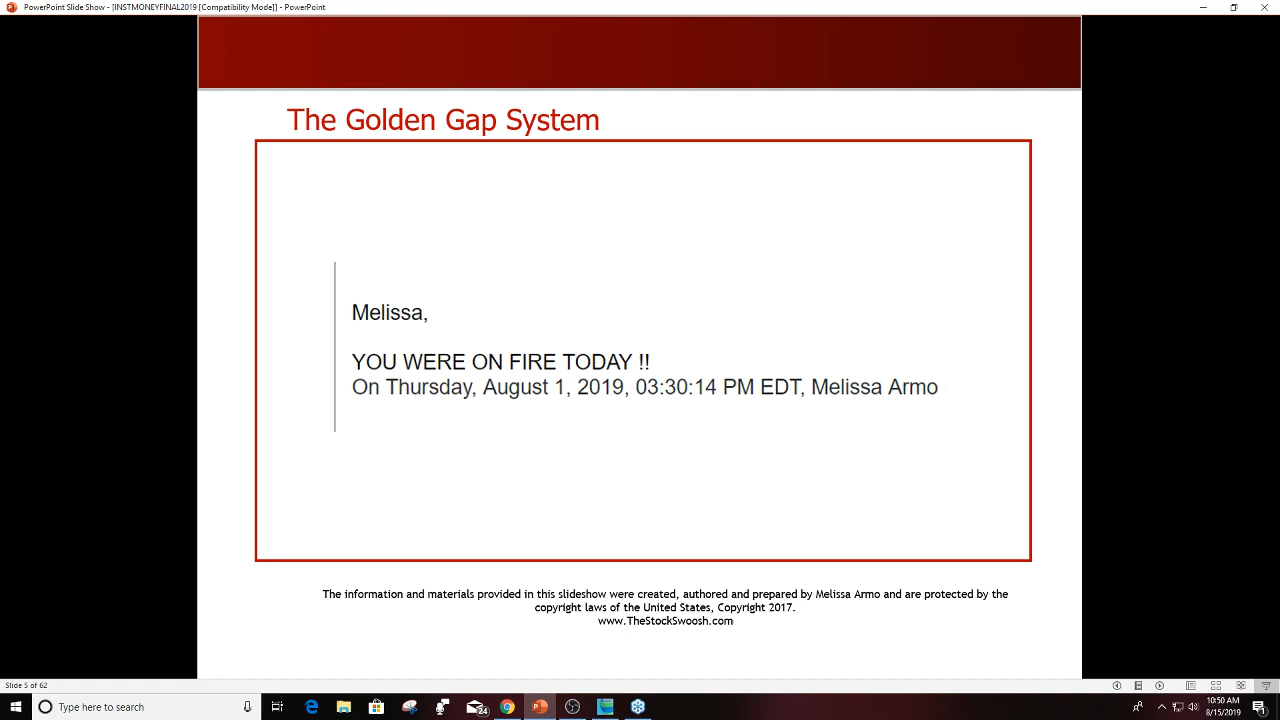 PowerPoint Slide Show - [INSTMONEYFINAL2019 [Compatibility Mode]] - PowerPoint
The Golden Gap System
Melissa,
YOU WERE ON FIRE TODAY !!
On Thursday, August 1, 2019, 03:30:14 PM EDT, Melissa Armo
The information and materials provided in this slideshow were created, authored and prepared by Melissa Armo and are protected by the
copyright laws of the United States, Copyright 2017.
www.TheStockSwoosh.com
Slide 5 of 62
Type here to search
24
10:50 AM
8/15/2019
1